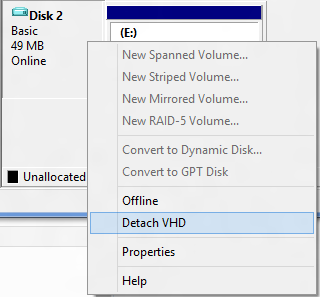 Disk 2
Basic
49 MB
Online
(E:)
New Spanned Volume...
New Striped Volume...
New Mirrored Volume...
New RAID-5 Volume...
Convert to Dynamic Disk...
Convert to GPT Disk
Offline
Detach VHD
Properties
Help
Unallocated